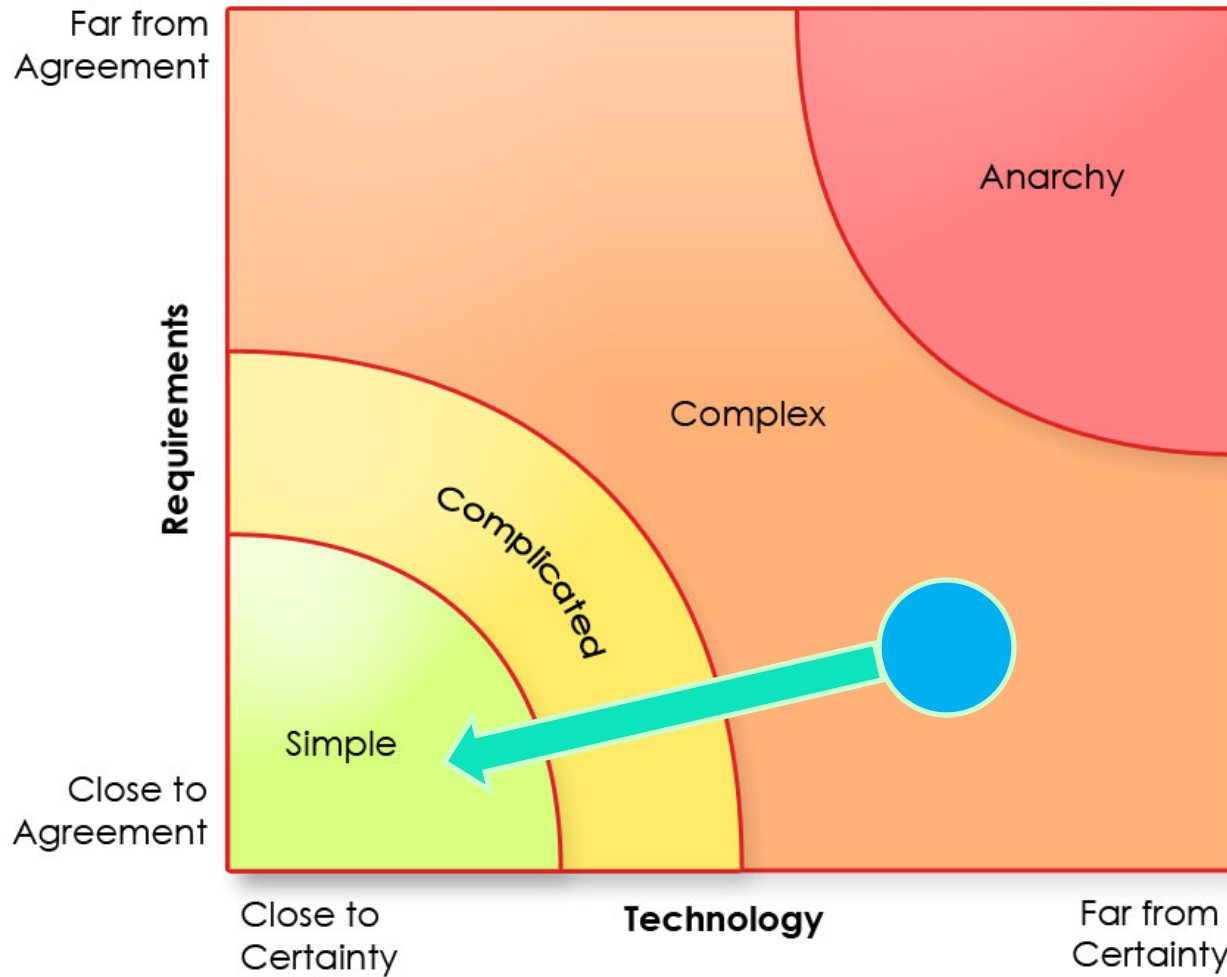 Far from
Agreement
Anarchy
Requirements
Complex
Complicated
Simple
Close to
Agreement
Close to
Certainty
Technology
Far from
Certainty